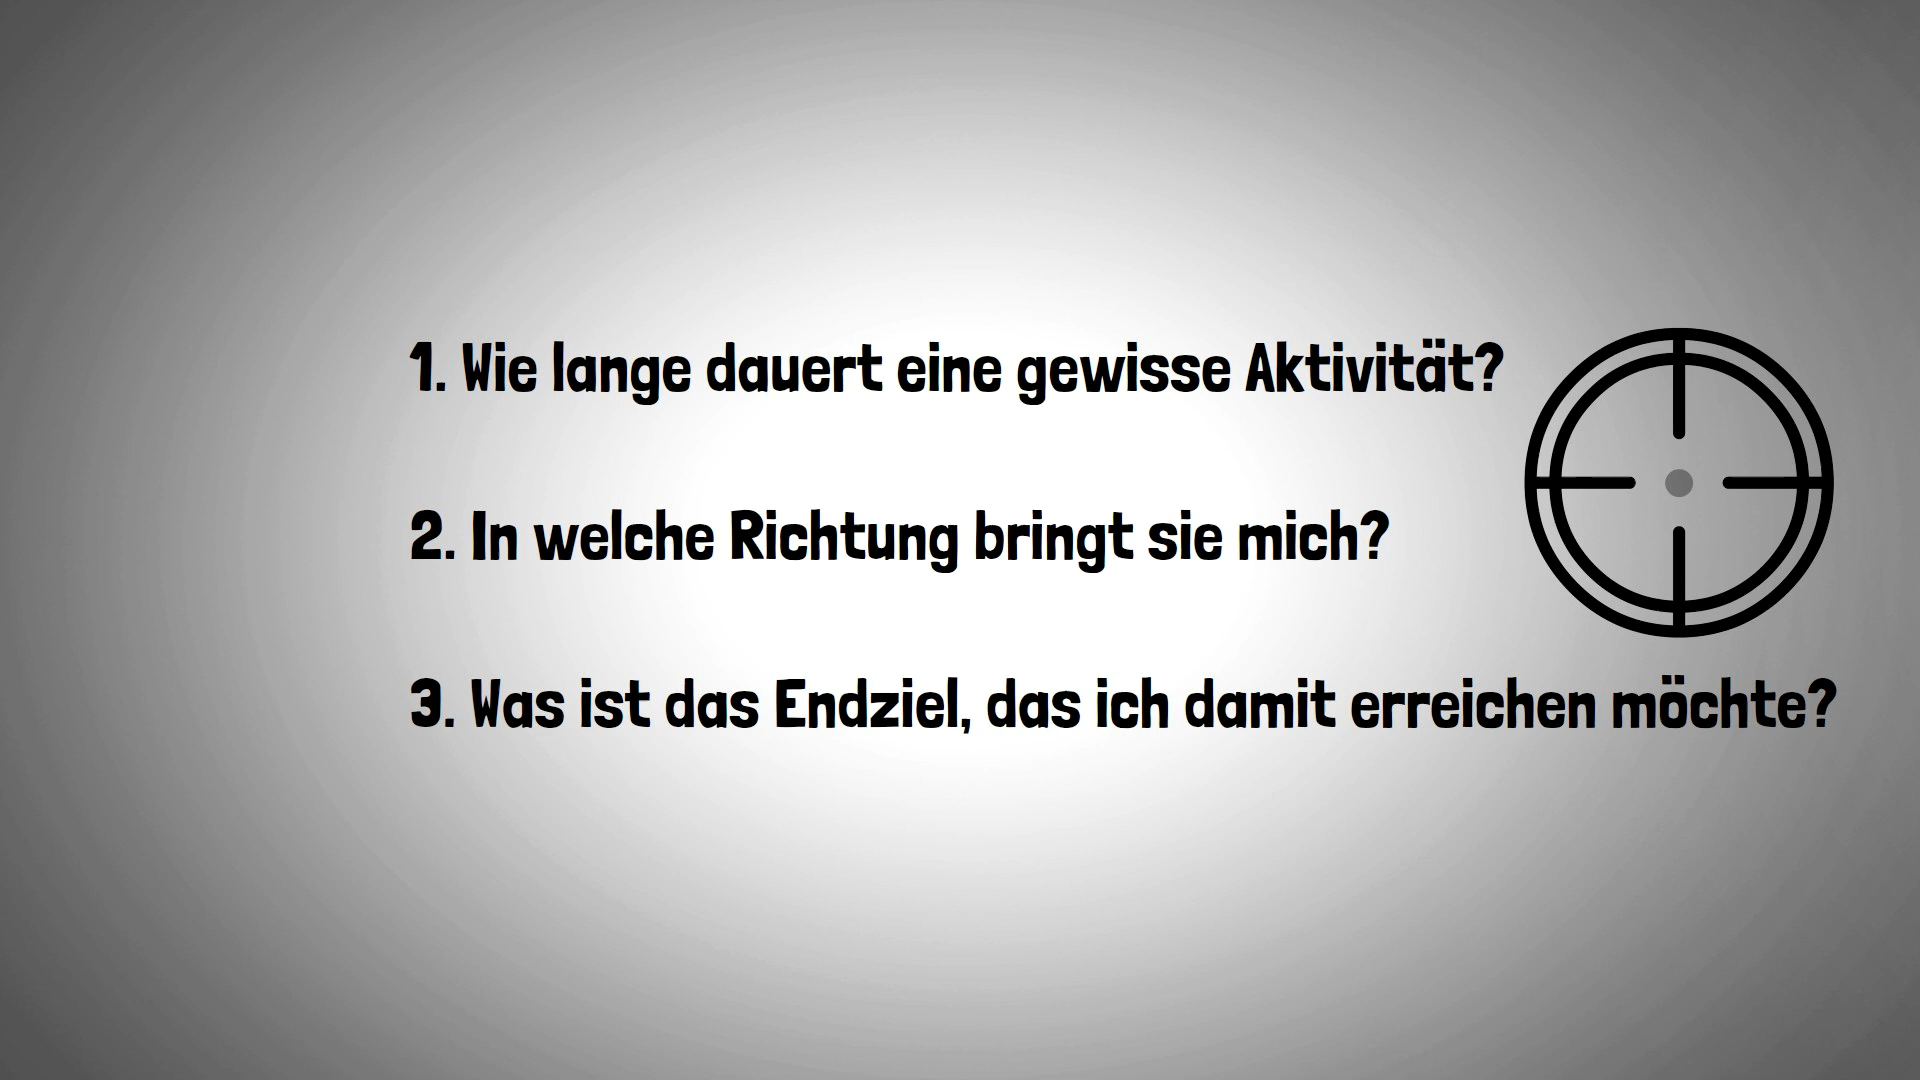 1. Wie lange dauert eine gewisse Aktivität?
2. In welche Richtung bringt sie mich?
3. Was ist das Endziel, das ich damit erreichen möchte?